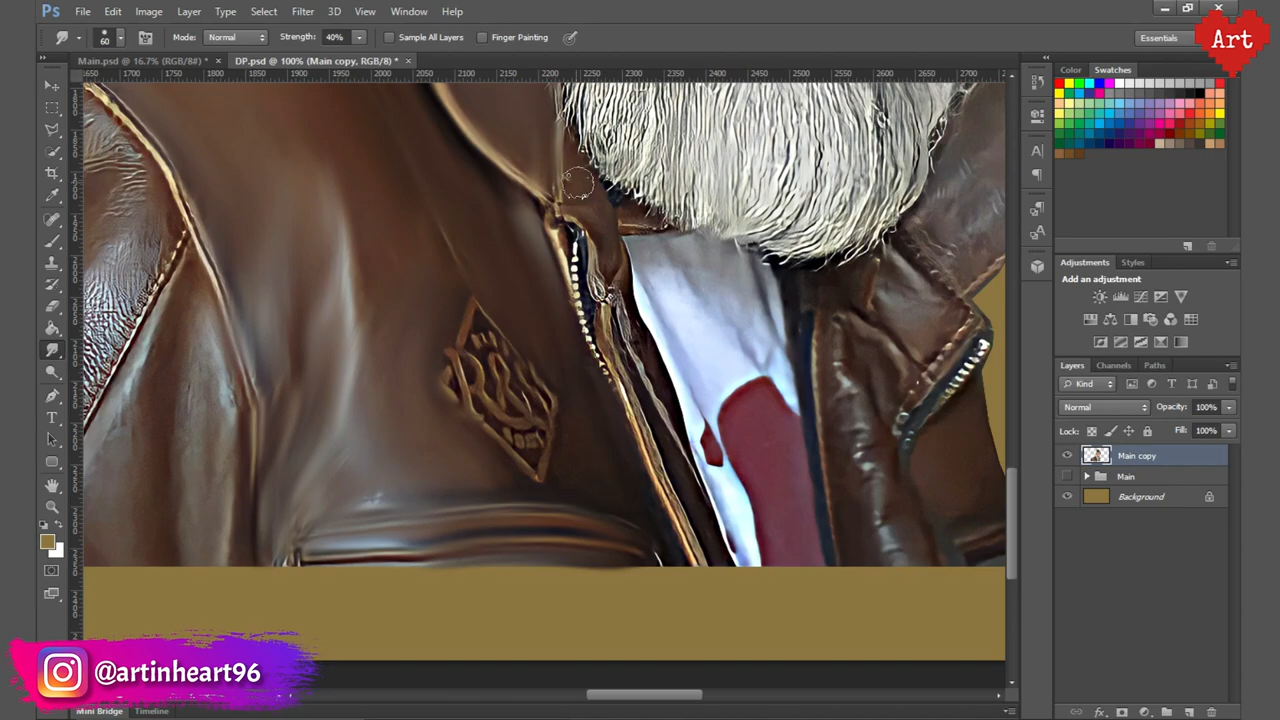 Ps File Edit Image Layer Type Select Filter 3D View Window Help
60 Mode: Normal Strength: 40% Sample All Layers Finger Painting Essentials Art
Main.psd @ 16.7% (RGB/8#) * × DP.psd @ 100% (Main copy, RGB/8) * ×
Color Swatches
1650 1700 1750 1800 1850 1900 1950 2000 2050 2100 2150 2200 2250 2300 2350 2400 2450 2500 2550 2600 2650 2700
Adjustments Styles
Add an adjustment
Layers Channels Paths
Kind
Normal Opacity: 100%
Lock: Fill: 100%
Main copy
Main
Background
@artinheart96
Mini Bridge Timeline